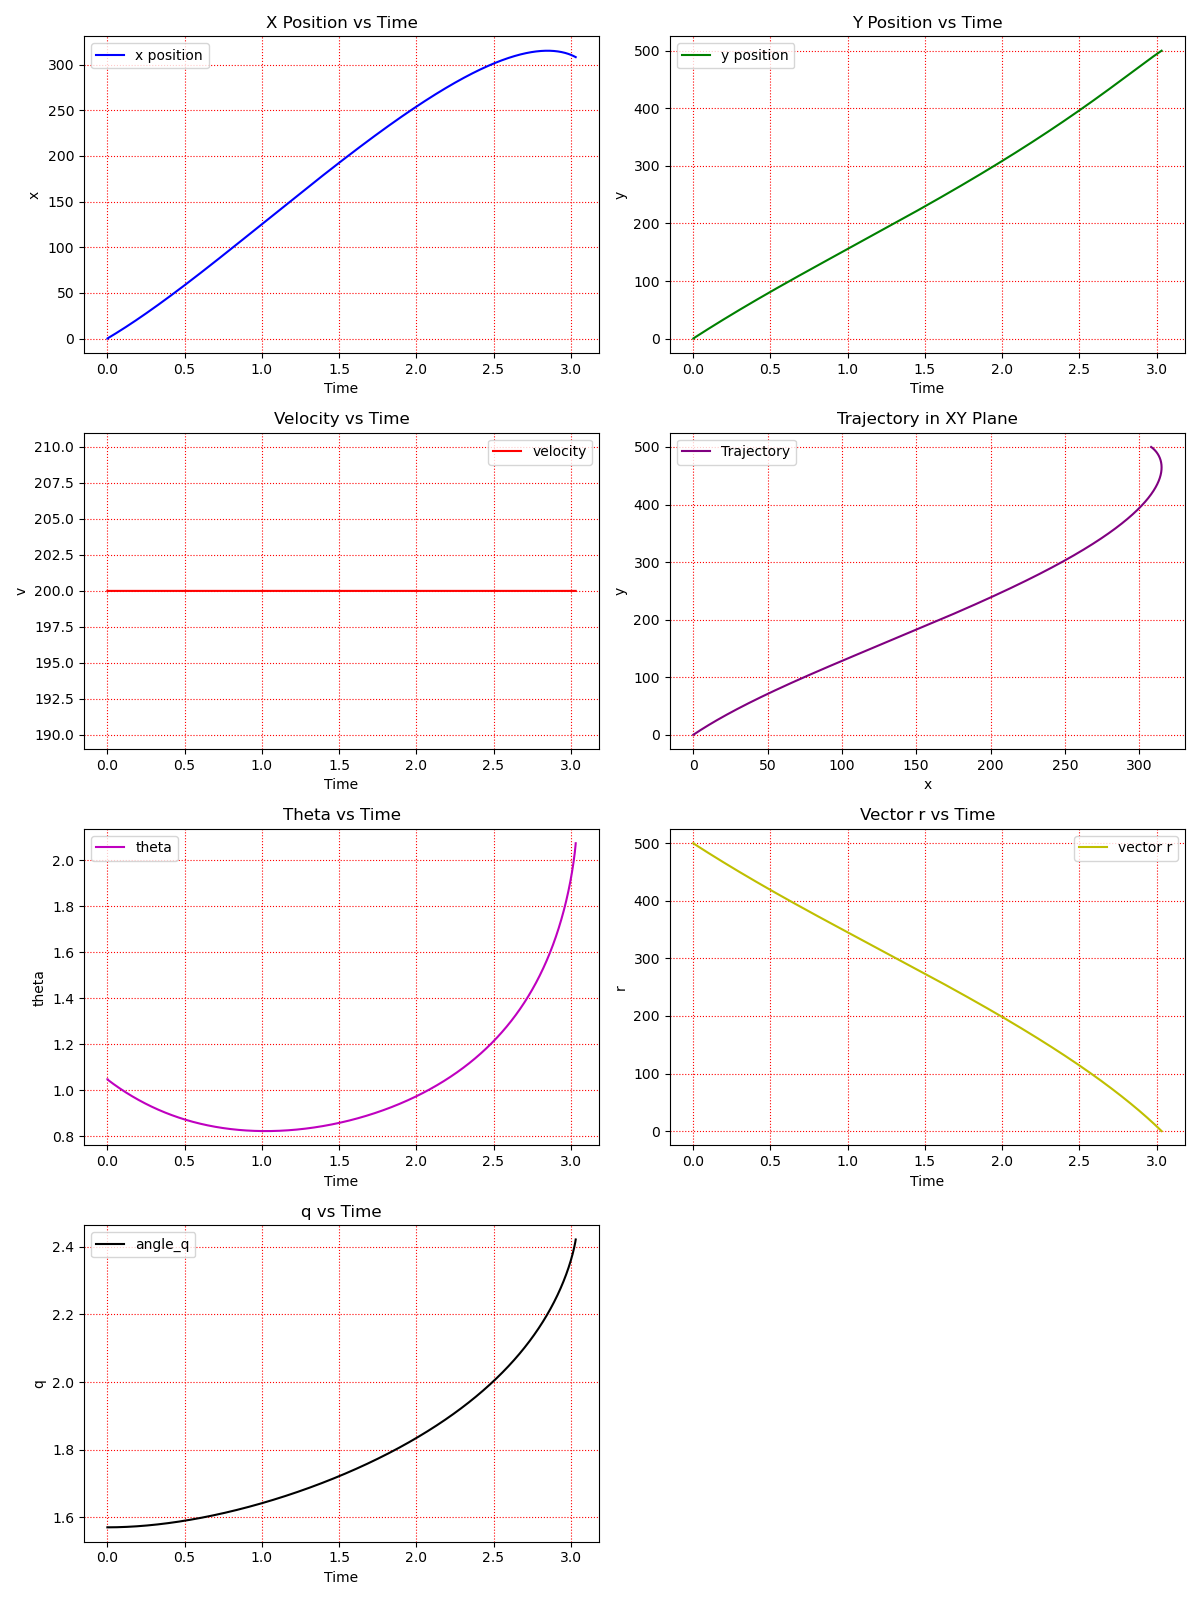 X Position vs Time
x position
300
250
200
150
100
50
0
x
0.0 0.5 1.0 1.5 2.0 2.5 3.0
Time
Y Position vs Time
y position
500
400
300
200
100
0
y
0.0 0.5 1.0 1.5 2.0 2.5 3.0
Time
Velocity vs Time
velocity
210.0
207.5
205.0
202.5
200.0
197.5
195.0
192.5
190.0
v
0.0 0.5 1.0 1.5 2.0 2.5 3.0
Time
Trajectory in XY Plane
Trajectory
500
400
300
200
100
0
y
0 50 100 150 200 250 300
x
Theta vs Time
theta
2.0
1.8
1.6
1.4
1.2
1.0
0.8
theta
0.0 0.5 1.0 1.5 2.0 2.5 3.0
Time
Vector r vs Time
vector r
500
400
300
200
100
0
r
0.0 0.5 1.0 1.5 2.0 2.5 3.0
Time
q vs Time
angle_q
2.4
2.2
2.0
1.8
1.6
q
0.0 0.5 1.0 1.5 2.0 2.5 3.0
Time